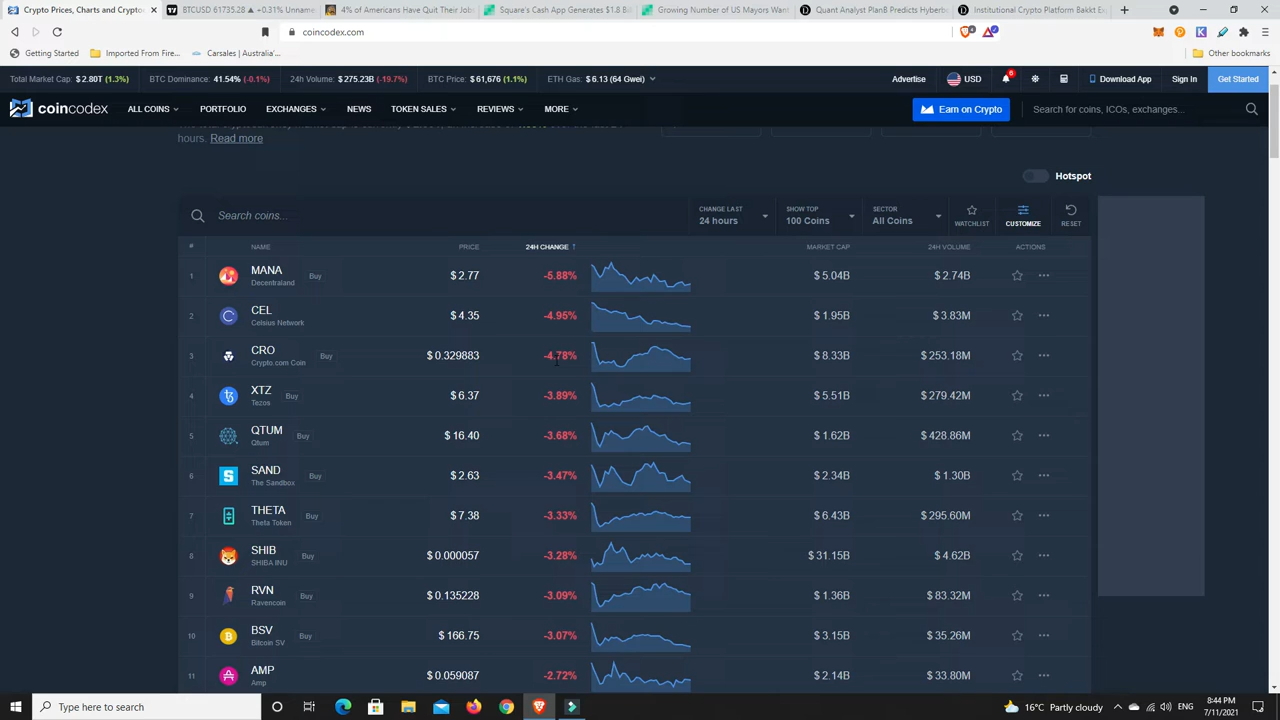 Crypto Prices, Charts and Cryptoc
BTCUSD 61735.28 ▲ +0.31% Unname
4% of Americans Have Quit Their Jobs
Square's Cash App Generates $1.8 Bi
Growing Number of US Mayors Want
Quant Analyst PlanB Predicts Hyperb
Institutional Crypto Platform Bakkt Ex
coincodex.com
Getting Started
Imported From Fire...
Carsales | Australia'...
Other bookmarks
Total Market Cap: $ 2.80T (1.3%)
BTC Dominance: 41.54% (-0.1%)
24h Volume: $ 275.23B (-19.7%)
BTC Price: $ 61,676 (1.1%)
ETH Gas: $ 6.13 (64 Gwei)
Advertise
USD
6
Download App
Sign In
Get Started
coincodex
ALL COINS
PORTFOLIO
EXCHANGES
NEWS
TOKEN SALES
REVIEWS
MORE
Earn on Crypto
Search for coins, ICOs, exchanges...
hours. Read more
Hotspot
Search coins...
CHANGE LAST
24 hours
SHOW TOP
100 Coins
SECTOR
All Coins
WATCHLIST
CUSTOMIZE
RESET
# NAME PRICE 24H CHANGE ↑ MARKET CAP 24H VOLUME ACTIONS
1 MANA Buy $ 2.77 -5.88% $ 5.04B $ 2.74B
Decentraland
2 CEL $ 4.35 -4.95% $ 1.95B $ 3.83M
Celsius Network
3 CRO Buy $ 0.329883 -4.78% $ 8.33B $ 253.18M
Crypto.com Coin
4 XTZ Buy $ 6.37 -3.89% $ 5.51B $ 279.42M
Tezos
5 QTUM Buy $ 16.40 -3.68% $ 1.62B $ 428.86M
Qtum
6 SAND Buy $ 2.63 -3.47% $ 2.34B $ 1.30B
The Sandbox
7 THETA Buy $ 7.38 -3.33% $ 6.43B $ 295.60M
Theta Token
8 SHIB Buy $ 0.000057 -3.28% $ 31.15B $ 4.62B
SHIBA INU
9 RVN Buy $ 0.135228 -3.09% $ 1.36B $ 83.32M
Ravencoin
10 BSV Buy $ 166.75 -3.07% $ 3.15B $ 35.26M
Bitcoin SV
11 AMP Buy $ 0.059087 -2.72% $ 2.14B $ 33.80M
Amp
Type here to search
16°C Partly cloudy
8:44 PM
7/11/2021